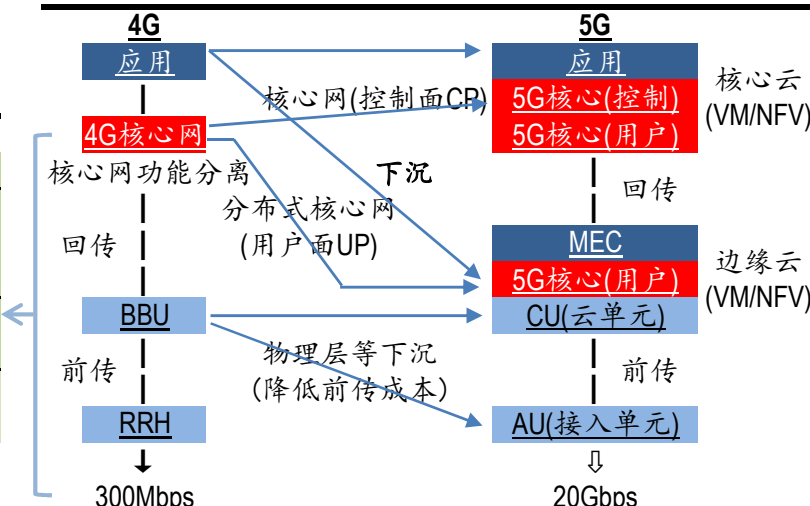 4G
5G
应用
应用
核心云
(VM/NFV)
核心网(控制面CP)
5G核心(控制)
4G核心网
5G核心(用户)
核心网功能分离
下沉
回传
分布式核心网
(用户面UP)
回传
MEC
边缘云
(VM/NFV)
5G核心(用户)
BBU
CU(云单元)
物理层等下沉
(降低前传成本)
前传
前传
RRH
AU(接入单元)
300Mbps
20Gbps